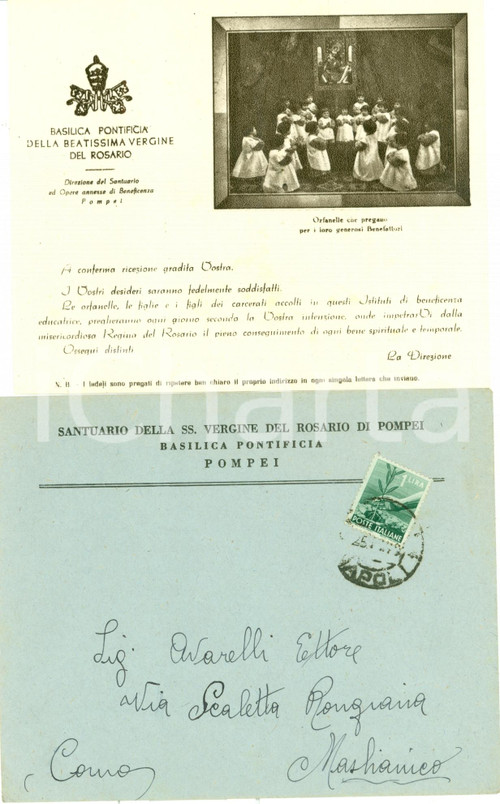 BASILICA PONTIFICIA
DELLA BEATISSIMA VERGINE
DEL ROSARIO
Direzione del Santuario
ed Opere annesse di Beneficenza
Pompei
Orfanelle che pregano
per i loro generosi Benefattori
A conferma ricezione gradita Vostra.
I Vostri desideri saranno fedelmente soddisfatti.
Le orfanelle, le figlie e i figli dei carcerati accolti in questi Istituti di beneficenza
educatrice, pregheranno ogni giorno secondo la Vostra intenzione, onde impetrarVi dalla
misericordiosa Regina del Rosario il pieno conseguimento di ogni bene spirituale e temporale.
Ossequi distinti
La Direzione
N. B. - I fedeli sono pregati di ripetere ben chiaro il proprio indirizzo in ogni singola lettera che inviano.
iCharta
SANTUARIO DELLA SS. VERGINE DEL ROSARIO DI POMPEI
BASILICA PONTIFICIA
POMPEI
1 LIRA
POSTE ITALIANE
NAPOLI
Sig. Avarelli Ettore
Via Scaletta Rongiana
Maslianico
(Como)